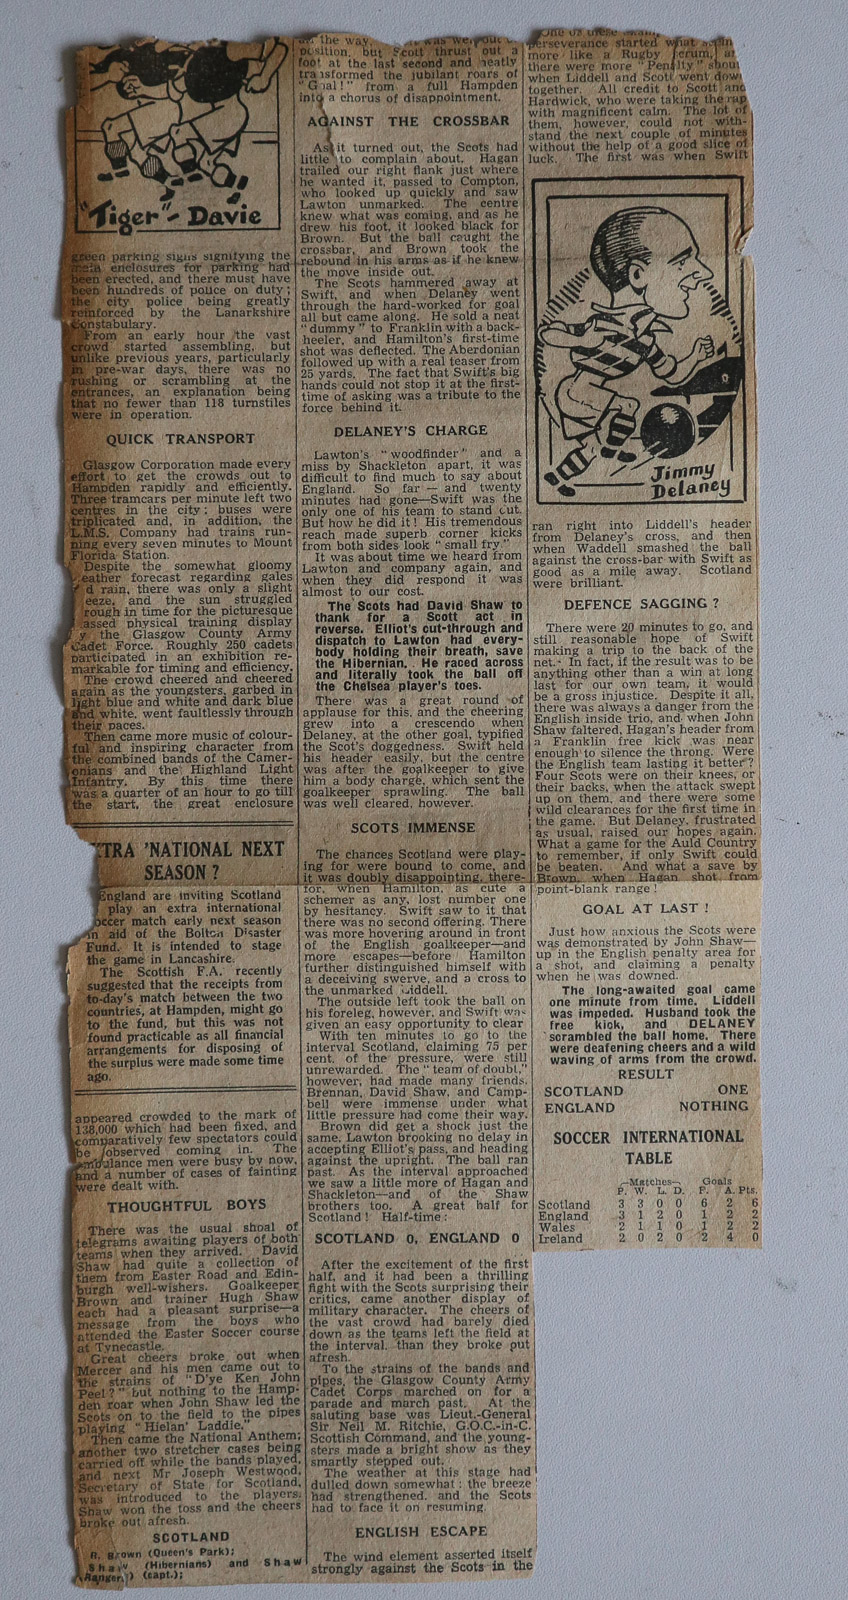 "Tiger"- Davie
green parking signs signifying the
enclosures for parking had
been erected, and there must have
been hundreds of police on duty;
the city police being greatly
reinforced by the Lanarkshire
Constabulary.
From an early hour the vast
crowd started assembling, but
unlike previous years, particularly
in pre-war days, there was no
rushing or scrambling at the
entrances, an explanation being
that no fewer than 118 turnstiles
were in operation.
QUICK TRANSPORT
Glasgow Corporation made every
effort to get the crowds out to
Hampden rapidly and efficiently.
Three tramcars per minute left two
centres in the city; buses were
triplicated and, in addition, the
L.M.S. Company had trains run-
ning every seven minutes to Mount
Florida Station.
Despite the somewhat gloomy
weather forecast regarding gales
rain, there was only a slight
eeze, and the sun struggled
rough in time for the picturesque
assed physical training display
y the Glasgow County Army
Cadet Force. Roughly 250 cadets
participated in an exhibition re-
markable for timing and efficiency.
The crowd cheered and cheered
again as the youngsters, garbed in
light blue and white and dark blue
and white, went faultlessly through
their paces.
Then came more music of colour-
ful and inspiring character from
the combined bands of the Camer-
onians and the Highland Light
Infantry. By this time there
was a quarter of an hour to go till
the start, the great enclosure
TRA 'NATIONAL NEXT
SEASON?
England are inviting Scotland
play an extra international
soccer match early next season
in aid of the Bolton Disaster
Fund. It is intended to stage
the game in Lancashire.
The Scottish F.A. recently
suggested that the receipts from
to-day's match between the two
countries, at Hampden, might go
to the fund, but this was not
found practicable as all financial
arrangements for disposing of
the surplus were made some time
ago.
appeared crowded to the mark of
138,000 which had been fixed, and
comparatively few spectators could
be observed coming in. The
ambulance men were busy by now,
and a number of cases of fainting
were dealt with.
THOUGHTFUL BOYS
There was the usual shoal of
telegrams awaiting players of both
teams when they arrived. David
Shaw had quite a collection of
them from Easter Road and Edin-
burgh well-wishers. Goalkeeper
Brown and trainer Hugh Shaw
each had a pleasant surprise—a
message from the boys who
attended the Easter Soccer course
at Tynecastle.
Great cheers broke out when
Mercer and his men came out to
the strains of "D'ye Ken John
Peel?" but nothing to the Hamp-
den roar when John Shaw led the
Scots on to the field to the pipes
playing "Hielan' Laddie."
Then came the National Anthem;
another two stretcher cases being
carried off while the bands played,
and next Mr Joseph Westwood,
Secretary of State for Scotland,
was introduced to the players.
Shaw won the toss and the cheers
broke out afresh.
SCOTLAND
R. Brown (Queen's Park);
Shaw (Hibernians) and Shaw
(Rangers) (capt.);
the way.
position, but Scott thrust out a
foot at the last second and neatly
transformed the jubilant roars of
"Goal!" from a full Hampden
into a chorus of disappointment.
AGAINST THE CROSSBAR
As it turned out, the Scots had
little to complain about. Hagan
trailed our right flank just where
he wanted it, passed to Compton,
who looked up quickly and saw
Lawton unmarked. The centre
knew what was coming, and as he
drew his foot, it looked black for
Brown. But the ball caught the
crossbar, and Brown took the
rebound in his arms as if he knew
the move inside out.
The Scots hammered away at
Swift, and when Delaney went
through the hard-worked for goal
all but came along. He sold a neat
"dummy" to Franklin with a back-
heeler, and Hamilton's first-time
shot was deflected. The Aberdonian
followed up with a real teaser from
25 yards. The fact that Swift's big
hands could not stop it at the first-
time of asking was a tribute to the
force behind it.
DELANEY'S CHARGE
Lawton's "woodfinder" and a
miss by Shackleton apart, it was
difficult to find much to say about
England. So far — and twenty
minutes had gone—Swift was the
only one of his team to stand out.
But how he did it! His tremendous
reach made superb corner kicks
from both sides look "small fry."
It was about time we heard from
Lawton and company again, and
when they did respond it was
almost to our cost.
The Scots had David Shaw to
thank for a Scott act in
reverse. Elliot's cut-through and
dispatch to Lawton had every-
body holding their breath, save
the Hibernian. He raced across
and literally took the ball off
the Chelsea player's toes.
There was a great round of
applause for this, and the cheering
grew into a crescendo when
Delaney, at the other goal, typified
the Scot's doggedness. Swift held
his header easily, but the centre
was after the goalkeeper to give
him a body charge, which sent the
goalkeeper sprawling. The ball
was well cleared, however.
SCOTS IMMENSE
The chances Scotland were play-
ing for were bound to come, and
it was doubly disappointing, there-
for, when Hamilton, as cute a
schemer as any, lost number one
by hesitancy. Swift saw to it that
there was no second offering. There
was more hovering around in front
of the English goalkeeper—and
more escapes—before Hamilton
further distinguished himself with
a deceiving swerve, and a cross to
the unmarked Liddell.
The outside left took the ball on
his foreleg, however, and Swift was
given an easy opportunity to clear
With ten minutes to go to the
interval Scotland, claiming 75 per
cent. of the pressure, were still
unrewarded. The "team of doubt,"
however, had made many friends.
Brennan, David Shaw, and Camp-
bell were immense under what
little pressure had come their way.
Brown did get a shock just the
same, Lawton brooking no delay in
accepting Elliot's pass, and heading
against the upright. The ball ran
past. As the interval approached
we saw a little more of Hagan and
Shackleton—and of the Shaw
brothers too. A great half for
Scotland! Half-time:
SCOTLAND 0, ENGLAND 0
After the excitement of the first
half, and it had been a thrilling
fight with the Scots surprising their
critics, came another display of
military character. The cheers of
the vast crowd had barely died
down as the teams left the field at
the interval, than they broke out
afresh.
To the strains of the bands and
pipes, the Glasgow County Army
Cadet Corps marched on for a
parade and march past. At the
saluting base was Lieut.-General
Sir Neil M. Ritchie, G.O.C.-in-C.
Scottish Command, and the young-
sters made a bright show as they
smartly stepped out.
The weather at this stage had
dulled down somewhat; the breeze
had strengthened, and the Scots
had to face it on resuming.
ENGLISH ESCAPE
The wind element asserted itself
strongly against the Scots in the
One of these
perseverance started what
more like a Rugby scrum,
there were more "Penalty" shouts
when Liddell and Scott went down
together. All credit to Scott and
Hardwick, who were taking the rap
with magnificent calm. The lot of
them, however, could not with-
stand the next couple of minutes
without the help of a good slice of
luck. The first was when Swift
Jimmy
Delaney
ran right into Liddell's header
from Delaney's cross, and then
when Waddell smashed the ball
against the cross-bar with Swift as
good as a mile away. Scotland
were brilliant.
DEFENCE SAGGING?
There were 20 minutes to go, and
still reasonable hope of Swift
making a trip to the back of the
net. In fact, if the result was to be
anything other than a win at long
last for our own team, it would
be a gross injustice. Despite it all,
there was always a danger from the
English inside trio, and when John
Shaw faltered, Hagan's header from
a Franklin free kick was near
enough to silence the throng. Were
the English team lasting it better?
Four Scots were on their knees, or
their backs, when the attack swept
up on them, and there were some
wild clearances for the first time in
the game. But Delaney, frustrated
as usual, raised our hopes again.
What a game for the Auld Country
to remember, if only Swift could
be beaten. And what a save by
Brown, when Hagan shot from
point-blank range!
GOAL AT LAST!
Just how anxious the Scots were
was demonstrated by John Shaw—
up in the English penalty area for
a shot, and claiming a penalty
when he was downed.
The long-awaited goal came
one minute from time. Liddell
was impeded. Husband took the
free kick, and DELANEY
scrambled the ball home. There
were deafening cheers and a wild
waving of arms from the crowd.
RESULT
SCOTLAND ONE
ENGLAND NOTHING
SOCCER INTERNATIONAL
TABLE
Matches Goals
P. W. L. D. F. A. Pts.
Scotland 3 3 0 0 6 2 6
England 3 1 2 0 1 2 2
Wales 2 1 1 0 1 2 2
Ireland 2 0 2 0 2 4 0